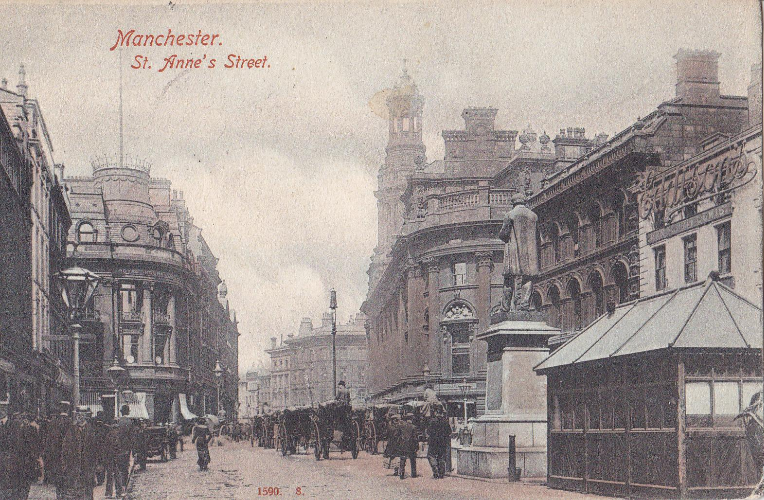 Manchester.
St. Anne's Street.
1590. 8.